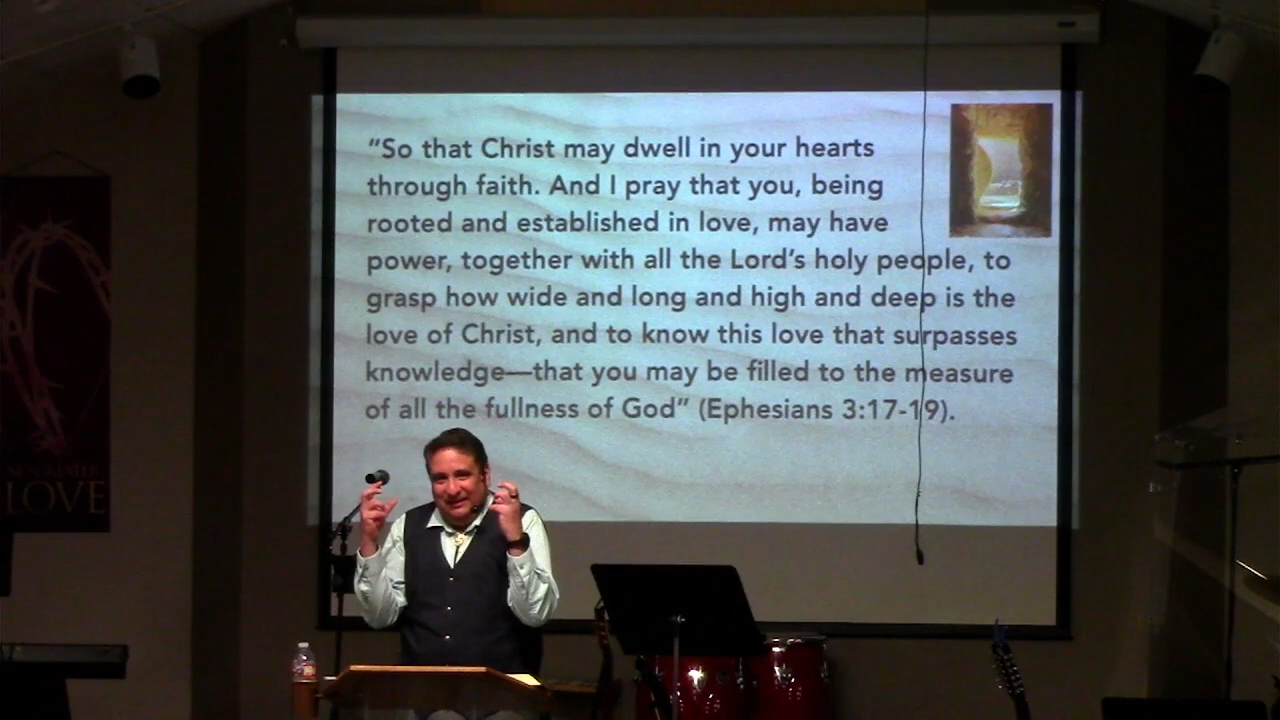 “So that Christ may dwell in your hearts
through faith. And I pray that you, being
rooted and established in love, may have
power, together with all the Lord’s holy people, to
grasp how wide and long and high and deep is the
love of Christ, and to know this love that surpasses
knowledge—that you may be filled to the measure
of all the fullness of God” (Ephesians 3:17-19).
NO GREATER
LOVE